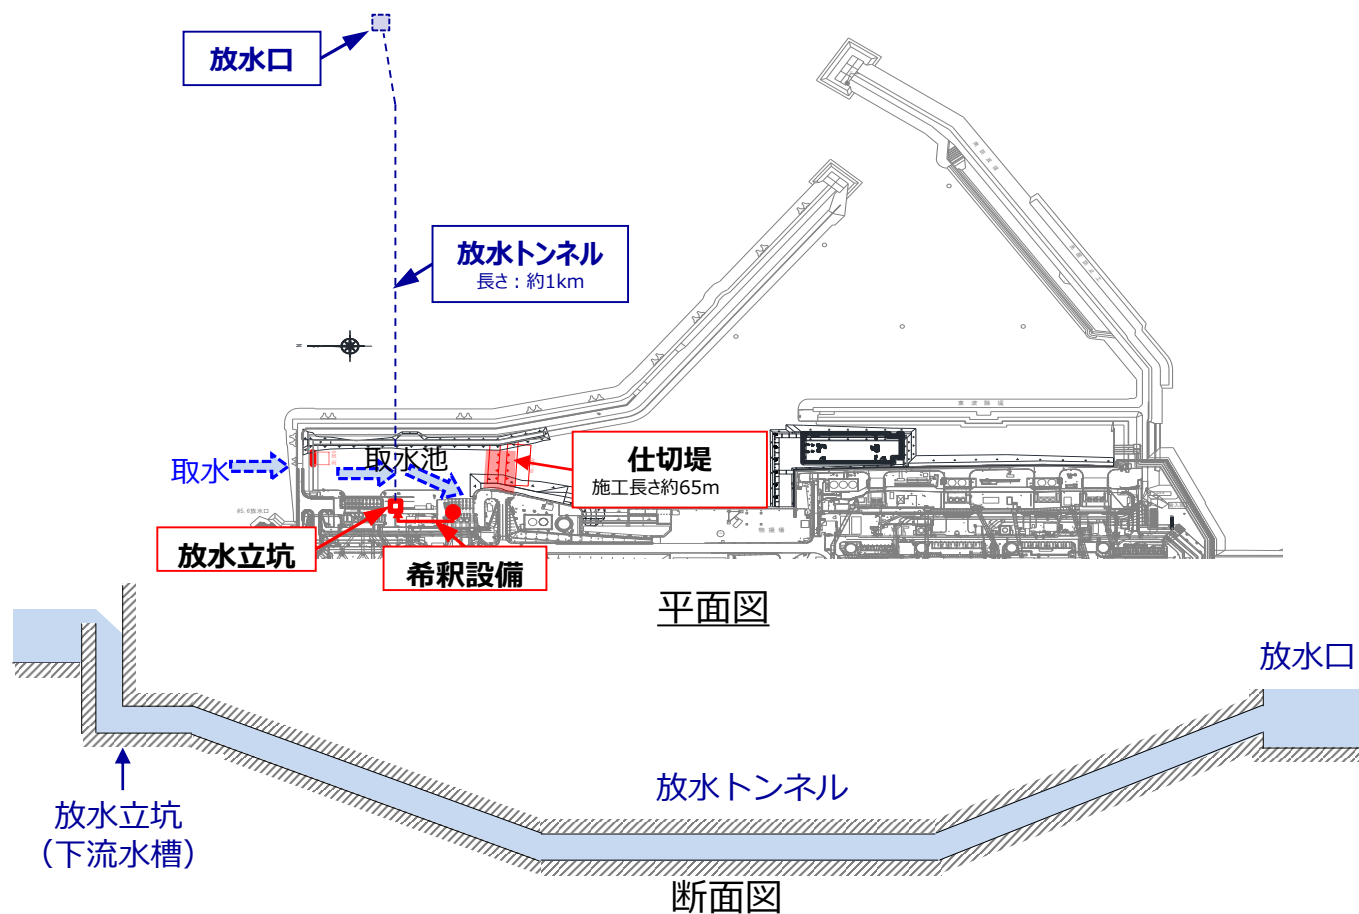 放水口
放水トンネル
長さ：約1km
取水
取水池
仕切堤
施工長さ約65m
放水立坑
希釈設備
物揚場
平面図
放水口
放水トンネル
放水立坑
（下流水槽）
断面図